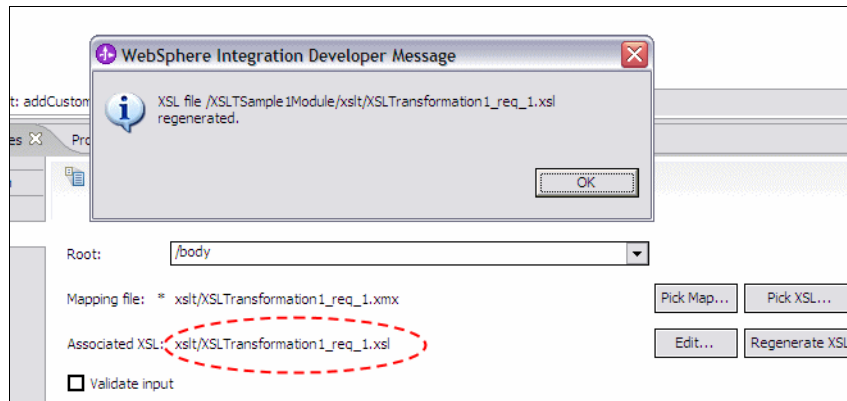 WebSphere Integration Developer Message
XSL file /XSLTSample1Module/xslt/XSLTransformation1_req_1.xsl
regenerated.
t: addCustom
es
Pro
OK
Root: /body
Mapping file: * xslt/XSLTransformation1_req_1.xmx Pick Map... Pick XSL...
Associated XSL: xslt/XSLTransformation1_req_1.xsl Edit... Regenerate XSL
Validate input